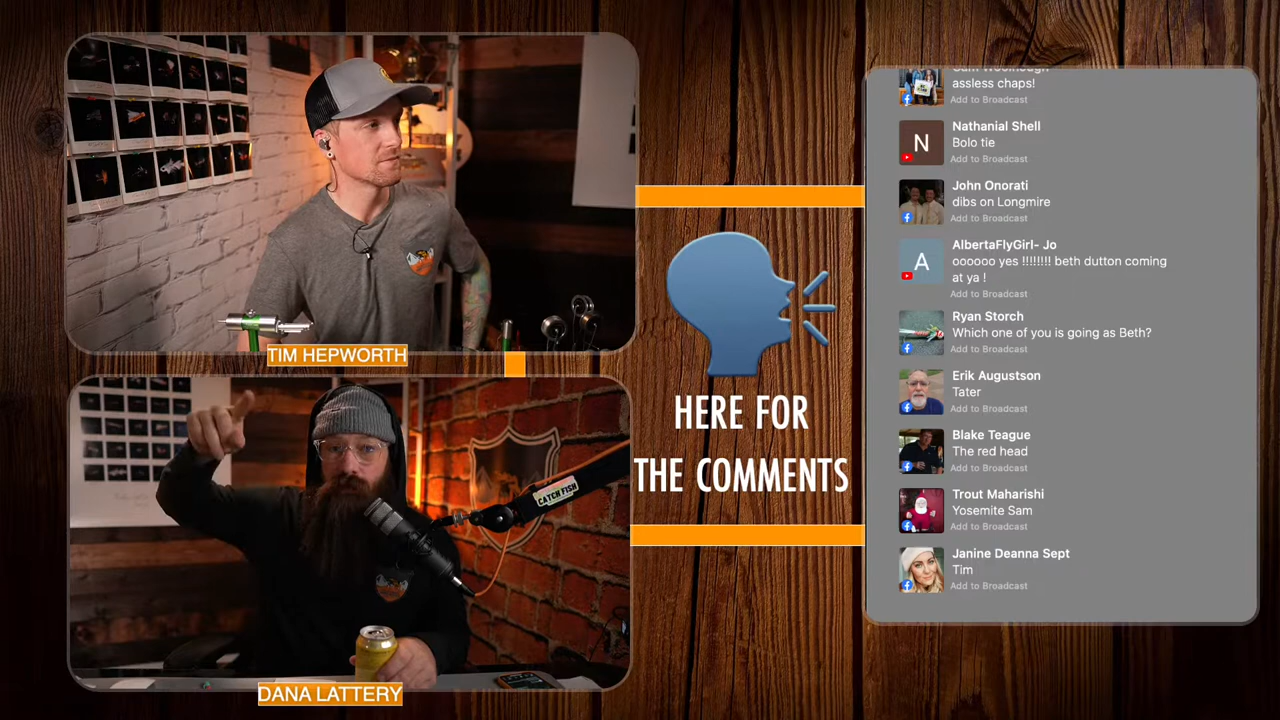 TIM HEPWORTH
CATCH FISH
DANA LATTERY
HERE FOR
THE COMMENTS
assless chaps!
Add to Broadcast
N
Nathanial Shell
Bolo tie
Add to Broadcast
John Onorati
dibs on Longmire
Add to Broadcast
A
AlbertaFlyGirl- Jo
oooooo yes !!!!!!!! beth dutton coming
at ya !
Add to Broadcast
Ryan Storch
Which one of you is going as Beth?
Add to Broadcast
Erik Augustson
Tater
Add to Broadcast
Blake Teague
The red head
Add to Broadcast
Trout Maharishi
Yosemite Sam
Add to Broadcast
Janine Deanna Sept
Tim
Add to Broadcast